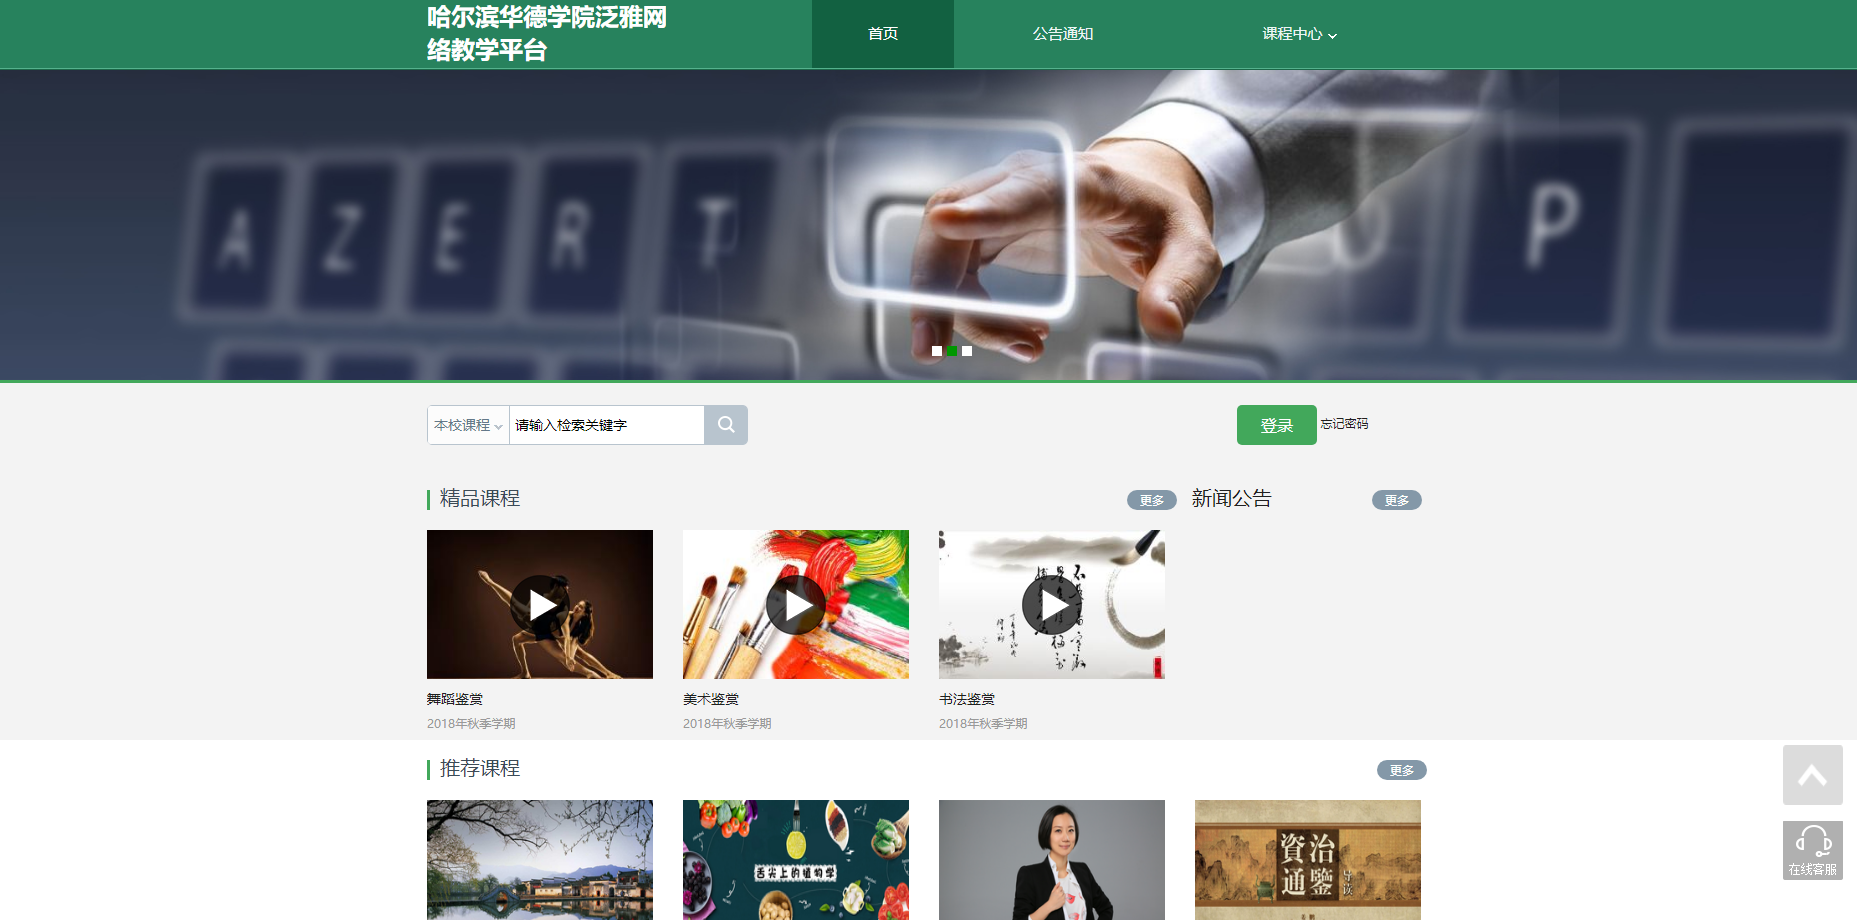 哈尔滨华德学院泛雅网
络教学平台
首页
公告通知
课程中心
A Z E R T
P
本校课程
请输入检索关键字
登录
忘记密码
精品课程
更多
新闻公告
更多
舞蹈鉴赏
2018年秋季学期
美术鉴赏
2018年秋季学期
书法鉴赏
2018年秋季学期
推荐课程
更多
舌尖上的植物学
資治
通鑒
导读
在线客服